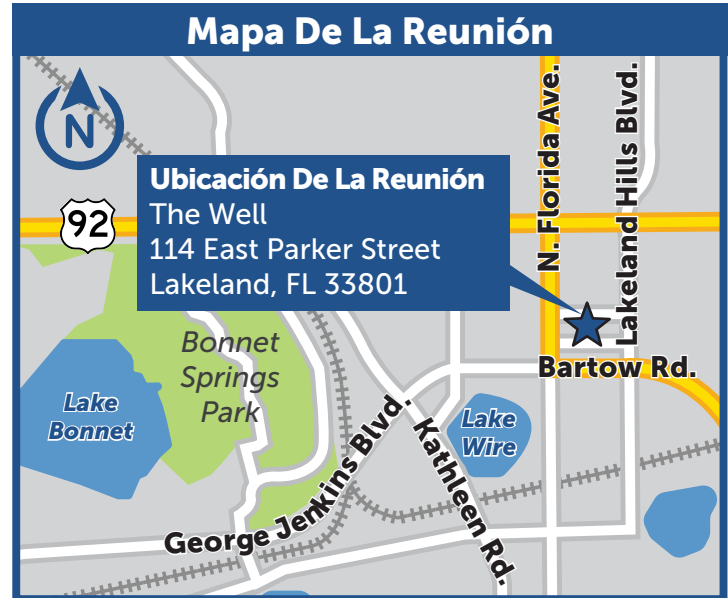 Mapa De La Reunión
N
92
Ubicación De La Reunión
The Well
114 East Parker Street
Lakeland, FL 33801
N. Florida Ave.
Lakeland Hills Blvd.
Bartow Rd.
Bonnet
Springs
Park
Lake
Bonnet
Lake
Wire
George Jenkins Blvd.
Kathleen Rd.